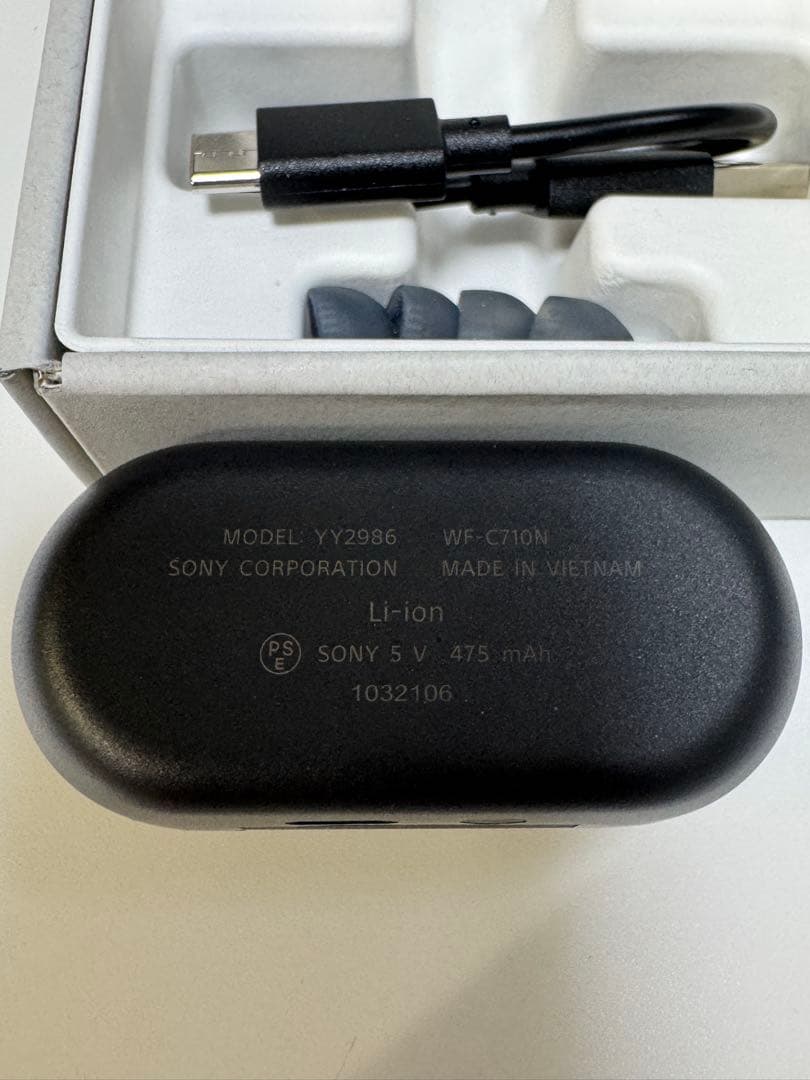 MODEL: YY2986 WF-C710N
SONY CORPORATION MADE IN VIETNAM
Li-ion
PSE SONY 5 V 475 mAh
1032106